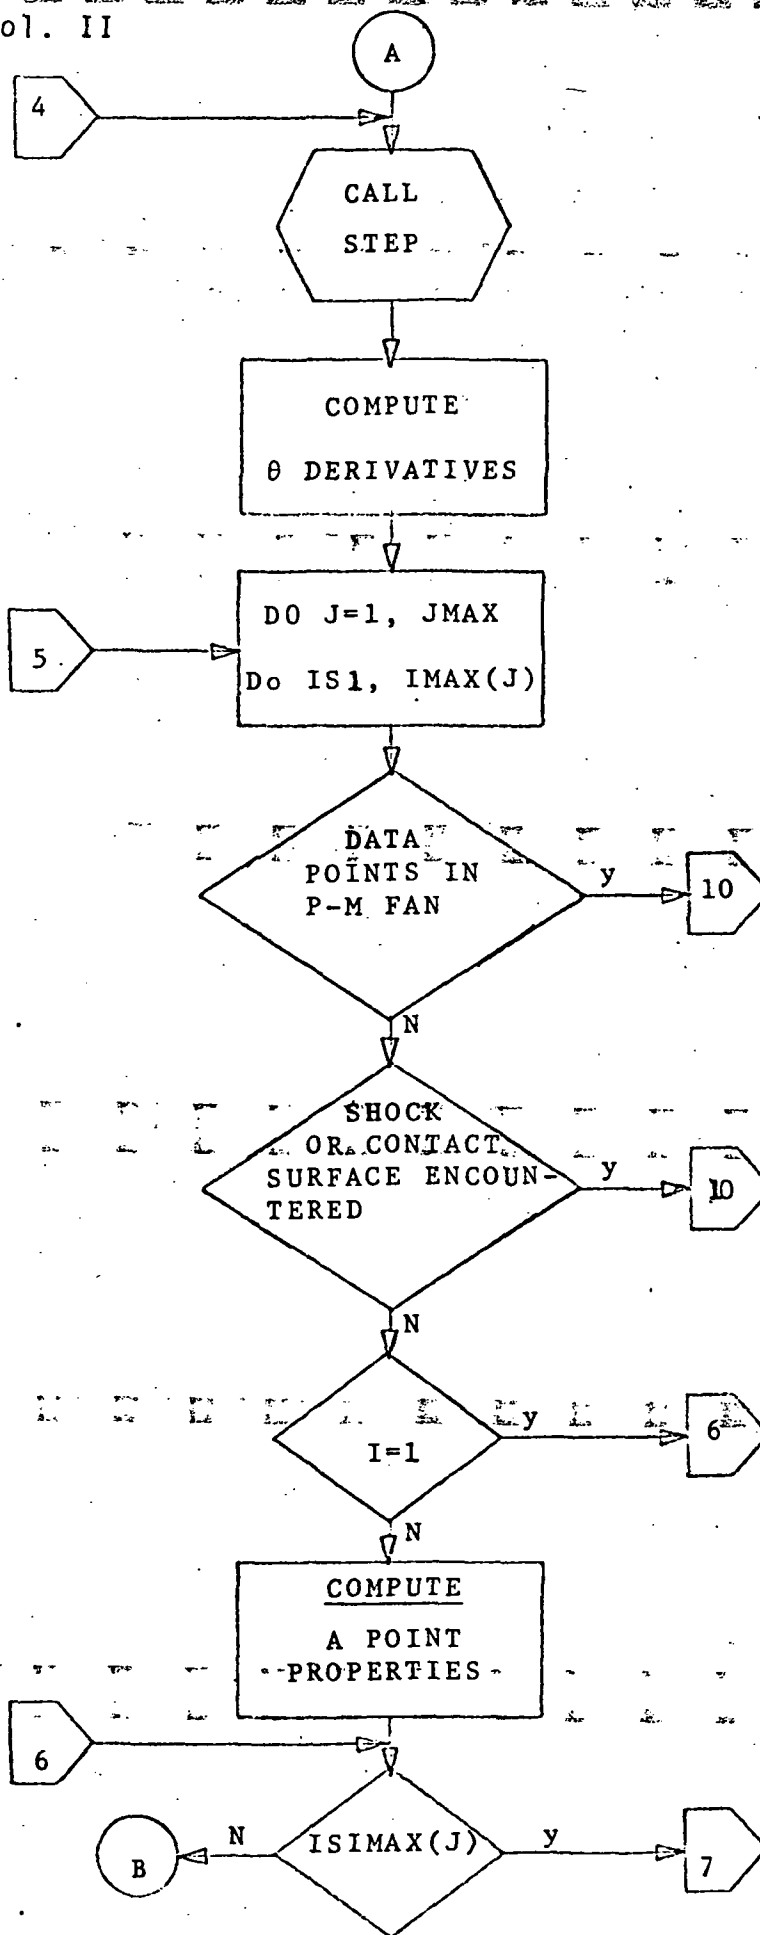 ol. II
A
4
CALL
STEP
COMPUTE
θ DERIVATIVES
DO J=1, JMAX
5
Do IS1, IMAX(J)
DATA
POINTS IN
P-M FAN
y
10
N
SHOCK
OR CONTACT
SURFACE ENCOUN-
TERED
y
10
N
I=1
y
6
N
COMPUTE
A POINT
PROPERTIES
6
ISIMAX(J)
N
B
y
7